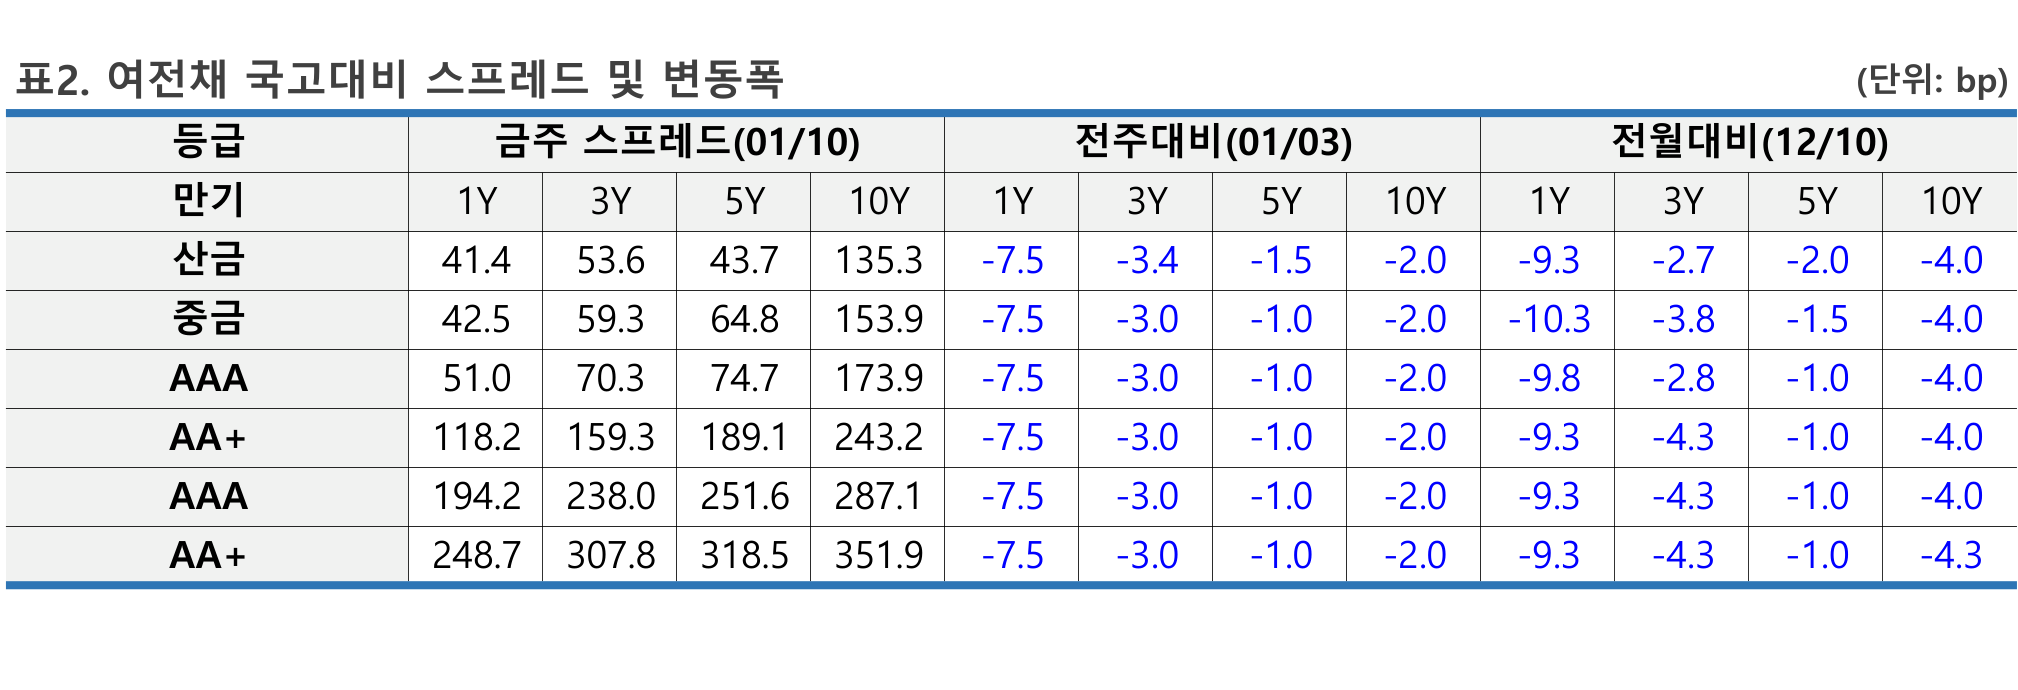 표2. 여전채 국고대비 스프레드 및 변동폭 (단위: bp)
등급 금주 스프레드(01/10) 전주대비(01/03) 전월대비(12/10)
만기 1Y 3Y 5Y 10Y 1Y 3Y 5Y 10Y 1Y 3Y 5Y 10Y
산금 41.4 53.6 43.7 135.3 -7.5 -3.4 -1.5 -2.0 -9.3 -2.7 -2.0 -4.0
중금 42.5 59.3 64.8 153.9 -7.5 -3.0 -1.0 -2.0 -10.3 -3.8 -1.5 -4.0
AAA 51.0 70.3 74.7 173.9 -7.5 -3.0 -1.0 -2.0 -9.8 -2.8 -1.0 -4.0
AA+ 118.2 159.3 189.1 243.2 -7.5 -3.0 -1.0 -2.0 -9.3 -4.3 -1.0 -4.0
AAA 194.2 238.0 251.6 287.1 -7.5 -3.0 -1.0 -2.0 -9.3 -4.3 -1.0 -4.0
AA+ 248.7 307.8 318.5 351.9 -7.5 -3.0 -1.0 -2.0 -9.3 -4.3 -1.0 -4.3